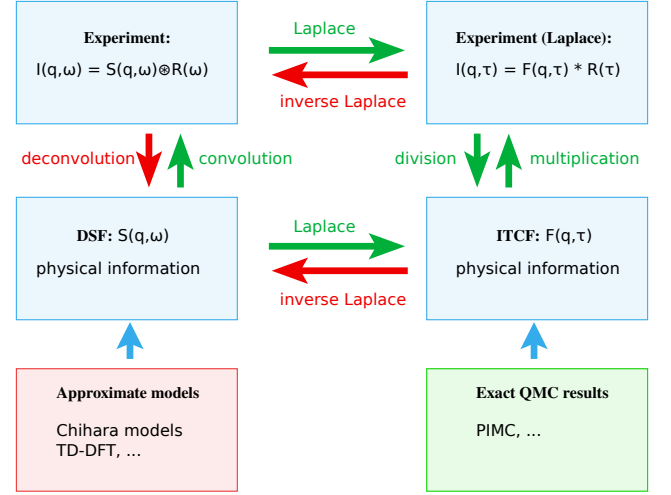 Experiment:
I(q,ω) = S(q,ω)⊛R(ω)
Laplace
inverse Laplace
Experiment (Laplace):
I(q,τ) = F(q,τ) * R(τ)
deconvolution
convolution
division
multiplication
DSF: S(q,ω)
physical information
Laplace
inverse Laplace
ITCF: F(q,τ)
physical information
Approximate models
Chihara models
TD-DFT, ...
Exact QMC results
PIMC, ...